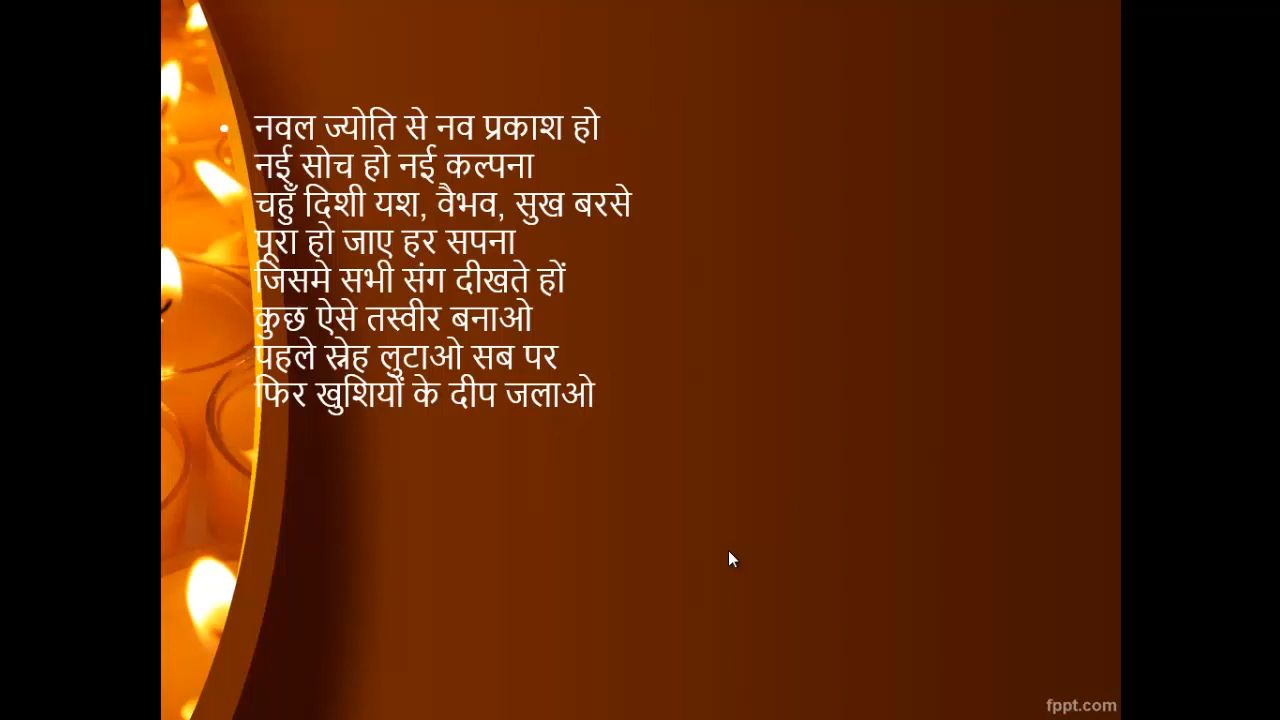 • नवल ज्योति से नव प्रकाश हो
नई सोच हो नई कल्पना
चहुँ दिशी यश, वैभव, सुख बरसे
पूरा हो जाए हर सपना
जिसमे सभी संग दीखते हों
कुछ ऐसे तस्वीर बनाओ
पहले स्नेह लुटाओ सब पर
फिर खुशियों के दीप जलाओ
fppt.com